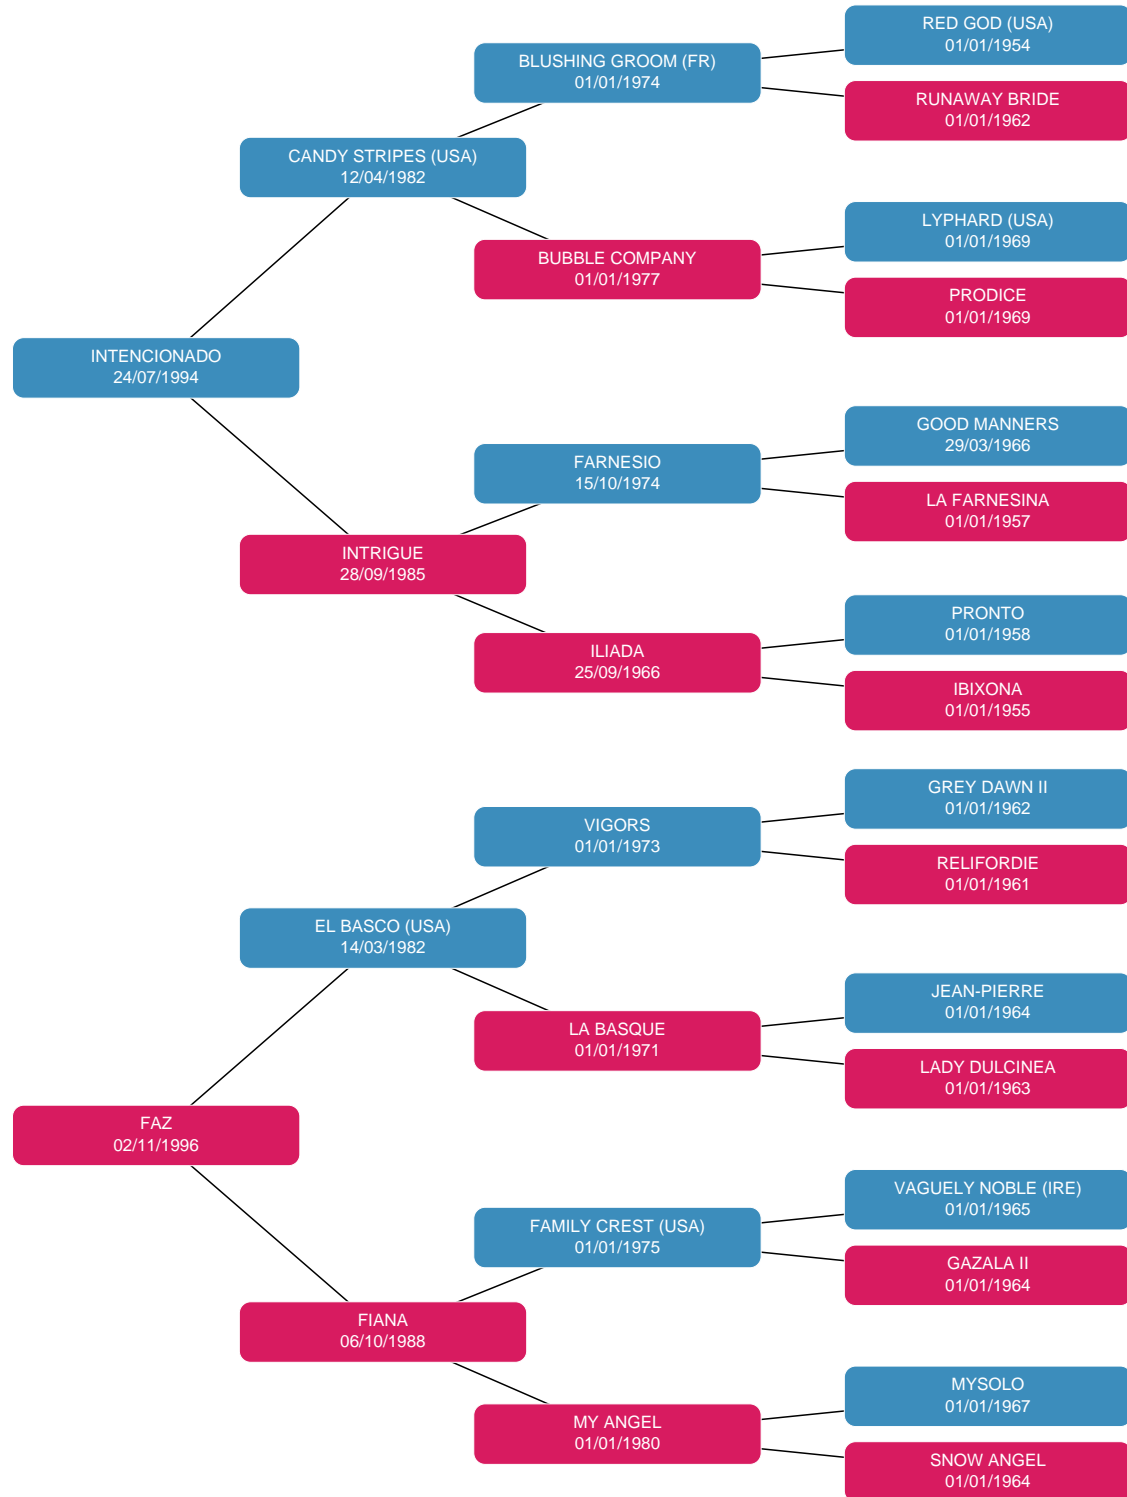 RED GOD (USA)
01/01/1954
BLUSHING GROOM (FR)
01/01/1974
RUNAWAY BRIDE
01/01/1962
CANDY STRIPES (USA)
12/04/1982
LYPHARD (USA)
01/01/1969
BUBBLE COMPANY
01/01/1977
PRODICE
01/01/1969
INTENCIONADO
24/07/1994
GOOD MANNERS
29/03/1966
FARNESIO
15/10/1974
LA FARNESINA
01/01/1957
INTRIGUE
28/09/1985
PRONTO
01/01/1958
ILIADA
25/09/1966
IBIXONA
01/01/1955
GREY DAWN II
01/01/1962
VIGORS
01/01/1973
RELIFORDIE
01/01/1961
EL BASCO (USA)
14/03/1982
JEAN-PIERRE
01/01/1964
LA BASQUE
01/01/1971
LADY DULCINEA
01/01/1963
FAZ
02/11/1996
VAGUELY NOBLE (IRE)
01/01/1965
FAMILY CREST (USA)
01/01/1975
GAZALA II
01/01/1964
FIANA
06/10/1988
MYSOLO
01/01/1967
MY ANGEL
01/01/1980
SNOW ANGEL
01/01/1964